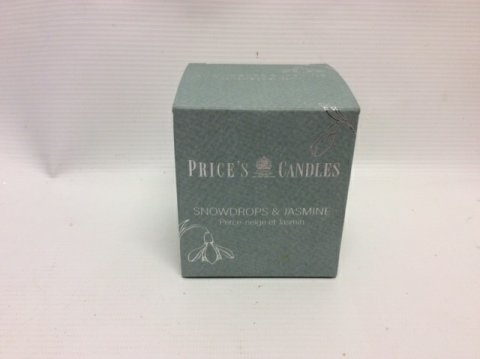 PRICE'S CANDLES
SNOWDROPS & JASMINE
Perce-neige et Jasmin